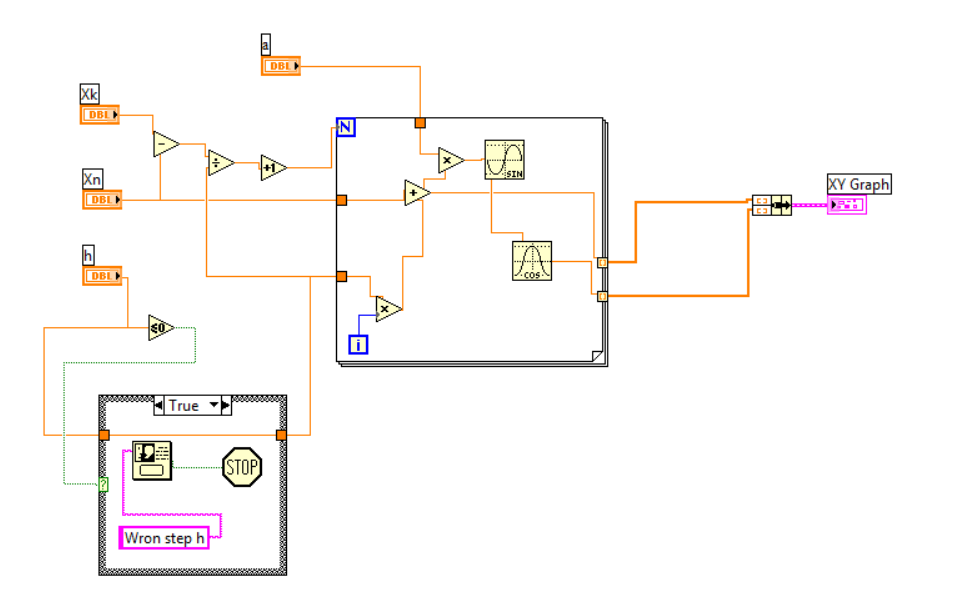 a
DBL
Xk
DBL
N
-
÷
+1
x
SIN
Xn
DBL
+
XY Graph
h
DBL
COS
x
≤0
i
True
?
STOP
Wron step h